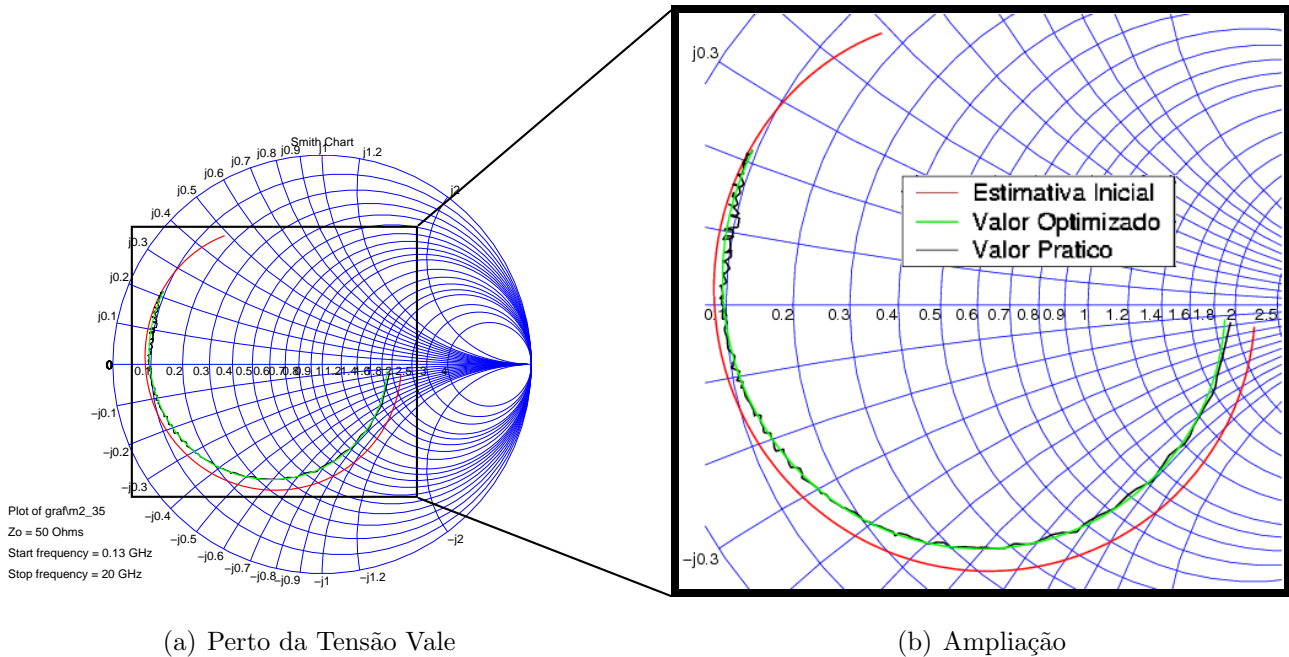 Smith Chart
j0.1
j0.2
j0.3
j0.4
j0.5
j0.6
j0.7
j0.8
j0.9
j1
j1.2
j2
0
0.1 0.2 0.3 0.4 0.5 0.6 0.7 0.8 0.9 1 1.2 1.4 1.6 1.8 2 2.5 3 4
−j0.1
−j0.2
−j0.3
−j0.4
−j0.5
−j0.6
−j0.7
−j0.8
−j0.9
−j1
−j1.2
−j2
Plot of graf\m2_35
Zo = 50 Ohms
Start frequency = 0.13 GHz
Stop frequency = 20 GHz
(a) Perto da Tensão Vale
j0.3
Estimativa Inicial
Valor Optimizado
Valor Pratico
0.1 0.2 0.3 0.4 0.5 0.6 0.7 0.8 0.9 1 1.2 1.4 1.6 1.8 2 2.5
−j0.3
(b) Ampliação